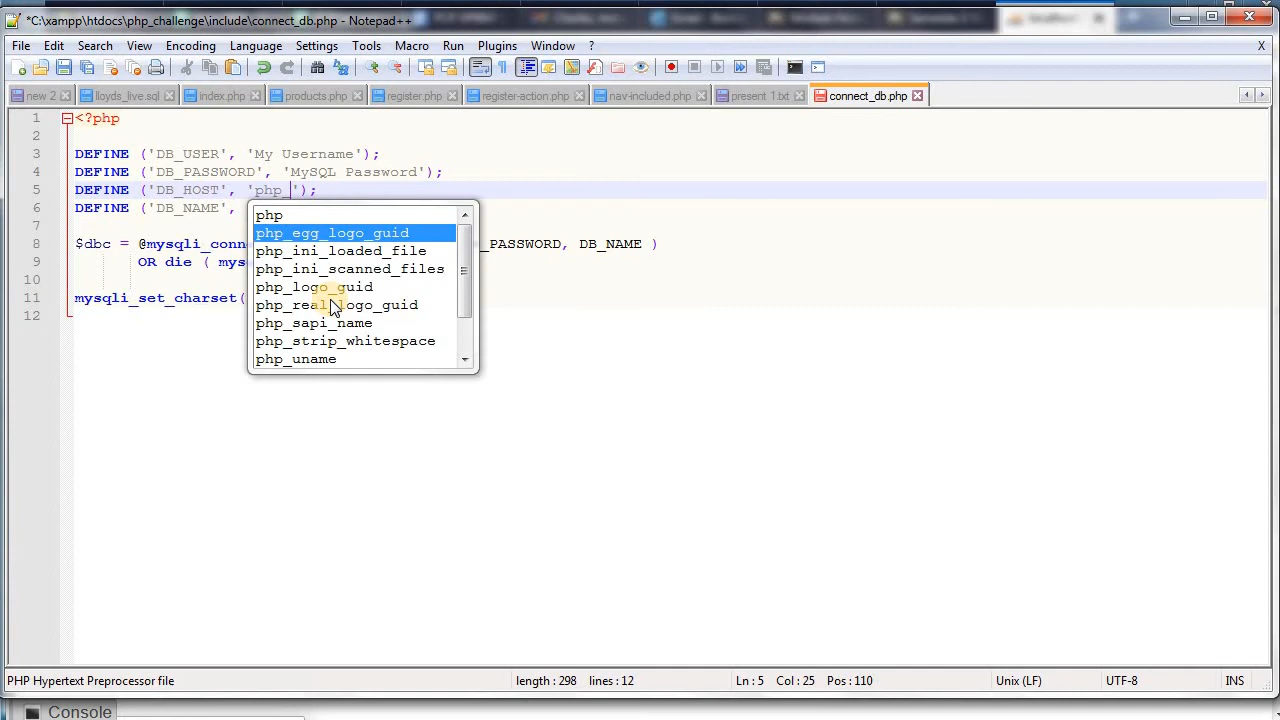 *C:\xampp\htdocs\php_challenge\include\connect_db.php - Notepad++
File Edit Search View Encoding Language Settings Tools Macro Run Plugins Window ? X
new 2 lloyds_live.sql index.php products.php register.php register-action.php nav-included.php present 1.txt connect_db.php
1 <?php
2
3 DEFINE ('DB_USER', 'My Username');
4 DEFINE ('DB_PASSWORD', 'MySQL Password');
5 DEFINE ('DB_HOST', 'php_');
6 DEFINE ('DB_NAME',
php
7
php_egg_logo_guid
8 $dbc = @mysqli_conn _PASSWORD, DB_NAME )
php_ini_loaded_file
9 OR die ( mys
php_ini_scanned_files
10
php_logo_guid
11 mysqli_set_charset(
php_real_logo_guid
12
php_sapi_name
php_strip_whitespace
php_uname
PHP Hypertext Preprocessor file length : 298 lines : 12 Ln : 5 Col : 25 Pos : 110 Unix (LF) UTF-8 INS
Console